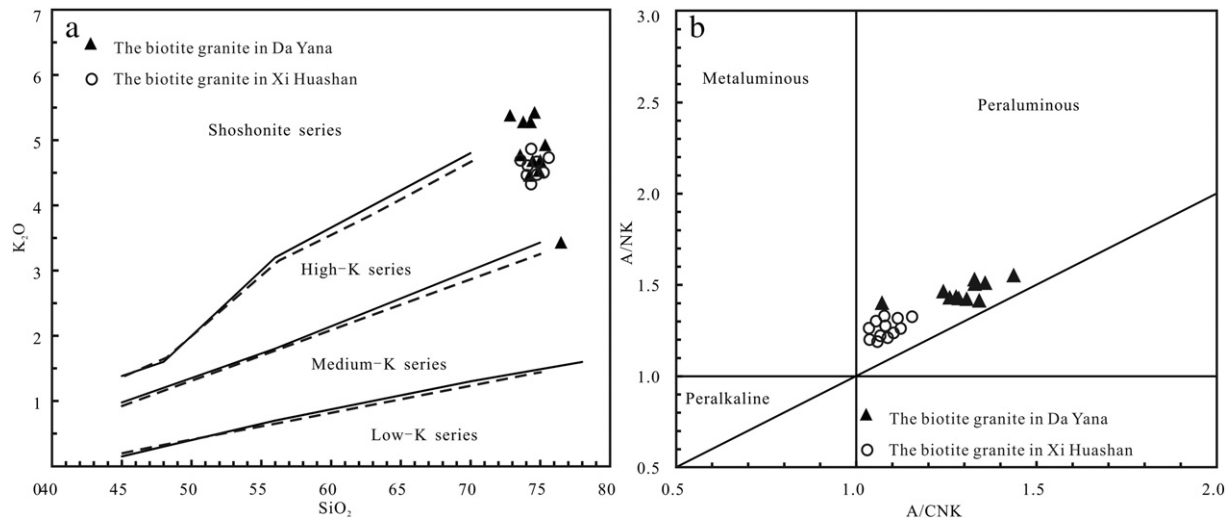 7
a
The biotite granite in Da Yana
The biotite granite in Xi Huashan
6
Shoshonite series
5
4
K₂O
High-K series
3
2
Medium-K series
1
Low-K series
040 45 50 55 60 65 70 75 80
SiO₂
3.0
b
Metaluminous
Peraluminous
2.5
2.0
A/NK
1.5
1.0
Peralkaline
The biotite granite in Da Yana
The biotite granite in Xi Huashan
0.5
0.5 1.0 1.5 2.0
A/CNK